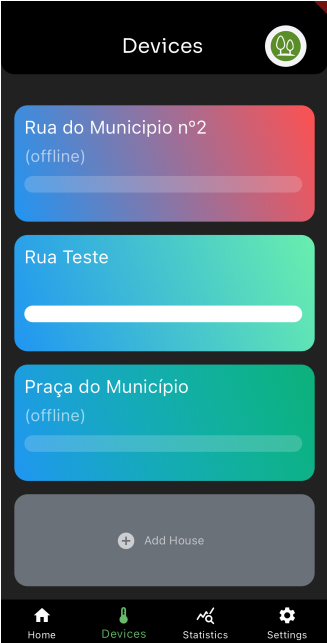 Devices
Rua do Municipio nº2
(offline)
Rua Teste
Praça do Município
(offline)
Add House
Home
Devices
Statistics
Settings